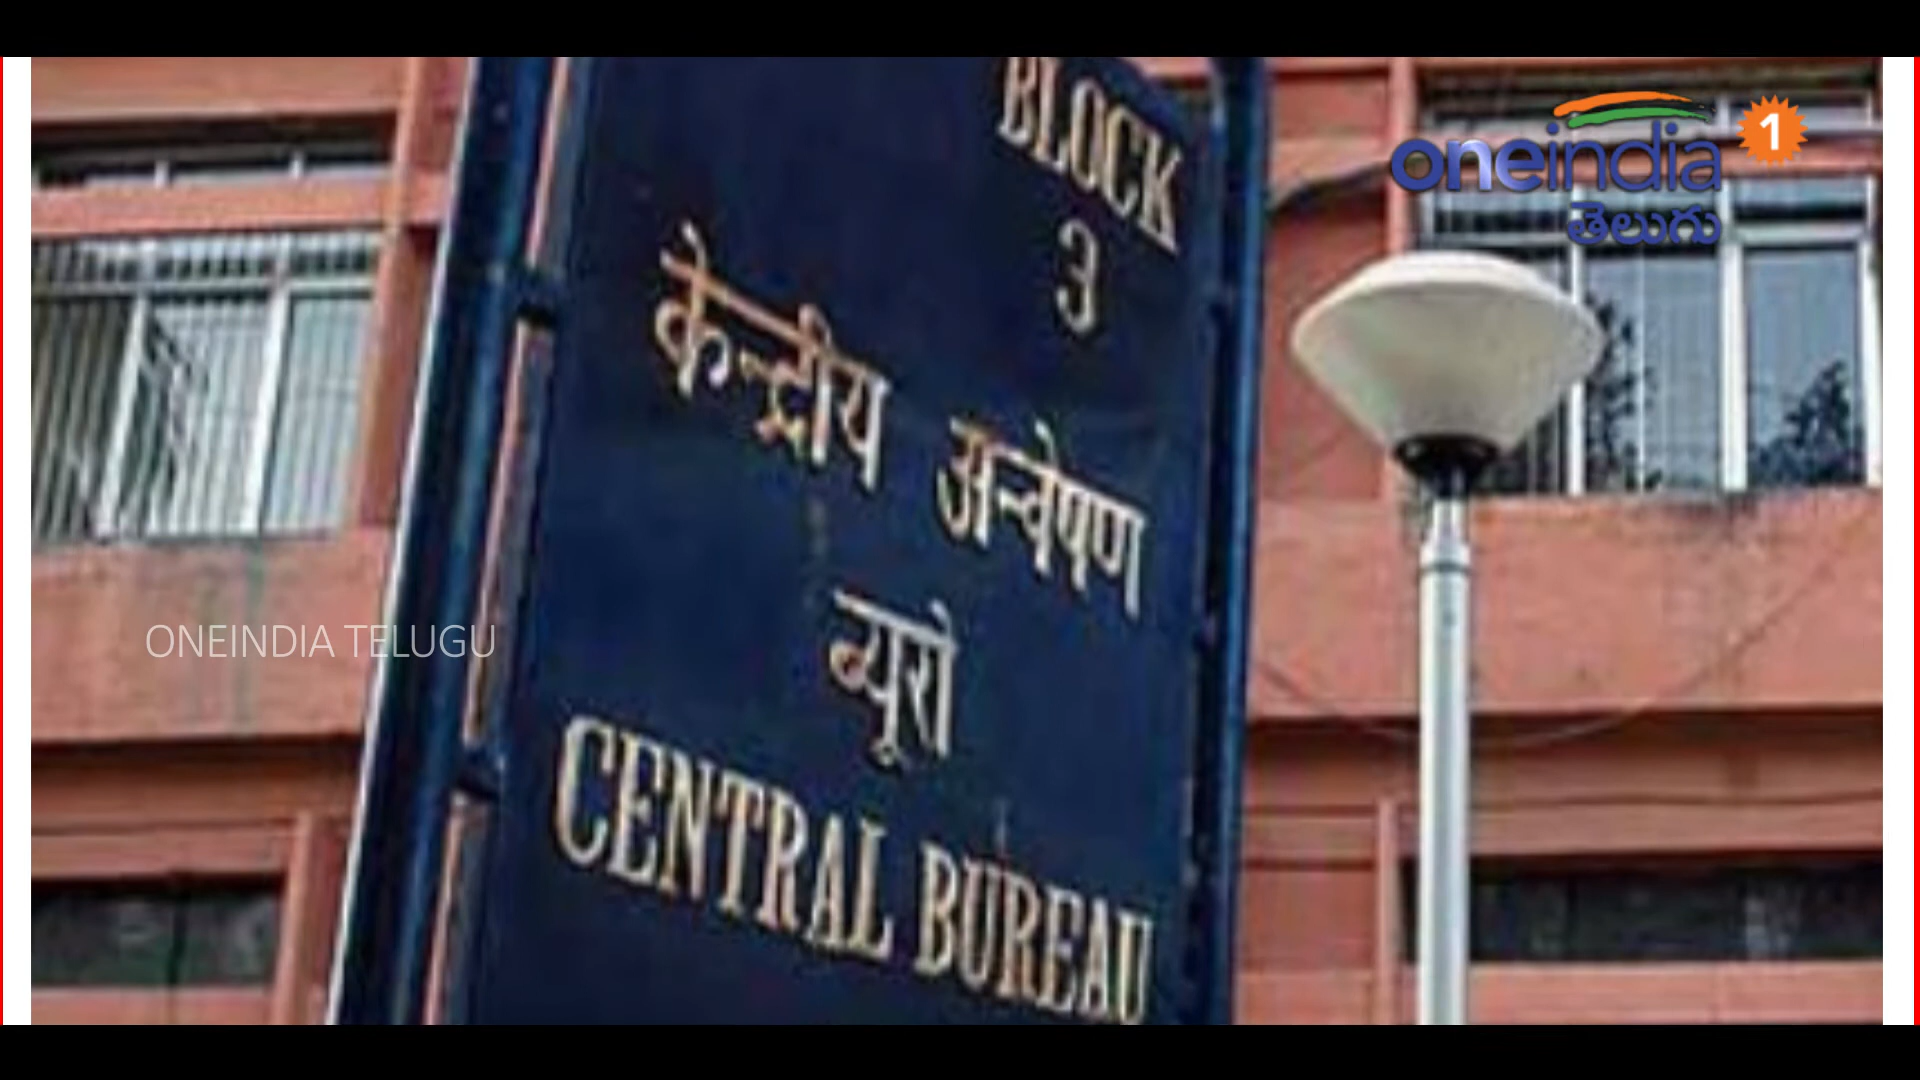 BLOCK
3
केन्द्रीय अन्वेषण
ब्यूरो
CENTRAL BUREAU
oneindia
1
తెలుగు
ONEINDIA TELUGU